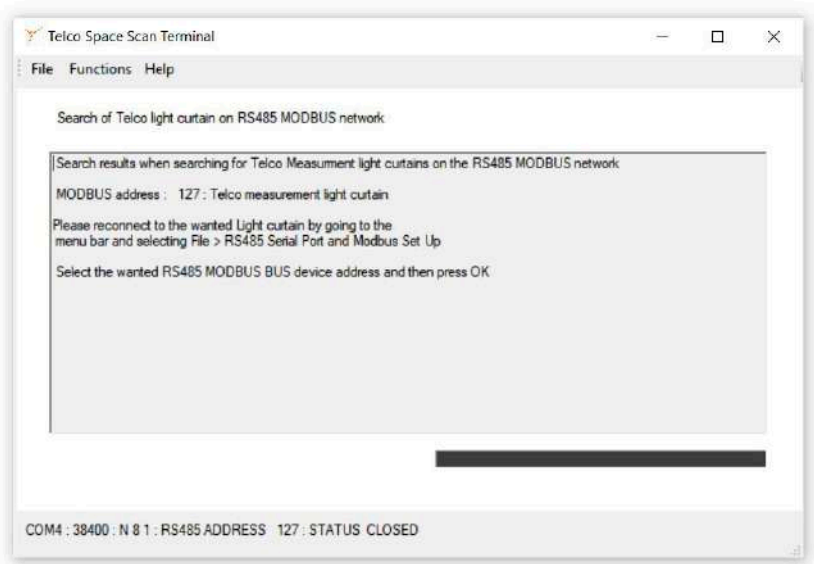 Telco Space Scan Terminal
File Functions Help
Search of Telco light curtain on RS485 MODBUS network
Search results when searching for Telco Measurment light curtains on the RS485 MODBUS network
MODBUS address : 127 : Telco measurement light curtain
Please reconnect to the wanted Light curtain by going to the
menu bar and selecting File > RS485 Serial Port and Modbus Set Up
Select the wanted RS485 MODBUS BUS device address and then press OK
COM4 : 38400 : N 8 1 : RS485 ADDRESS 127 : STATUS CLOSED